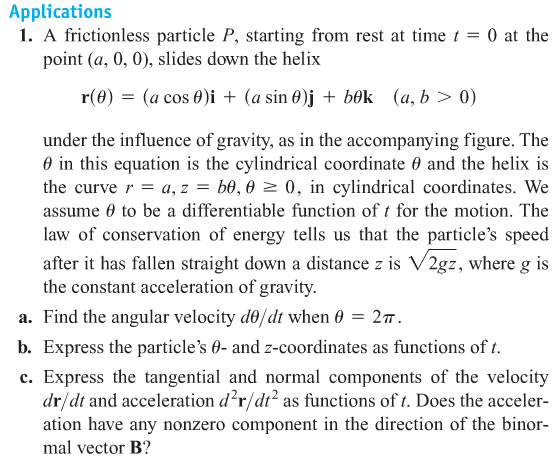 Applications
1. A frictionless particle P, starting from rest at time t = 0 at the
point (a, 0, 0), slides down the helix
r(θ) = (a cos θ)i + (a sin θ)j + bθk (a, b > 0)
under the influence of gravity, as in the accompanying figure. The
θ in this equation is the cylindrical coordinate θ and the helix is
the curve r = a, z = bθ, θ ≥ 0, in cylindrical coordinates. We
assume θ to be a differentiable function of t for the motion. The
law of conservation of energy tells us that the particle's speed
after it has fallen straight down a distance z is √2gz, where g is
the constant acceleration of gravity.
a. Find the angular velocity dθ/dt when θ = 2π.
b. Express the particle's θ- and z-coordinates as functions of t.
c. Express the tangential and normal components of the velocity
dr/dt and acceleration d²r/dt² as functions of t. Does the acceler-
ation have any nonzero component in the direction of the binor-
mal vector B?